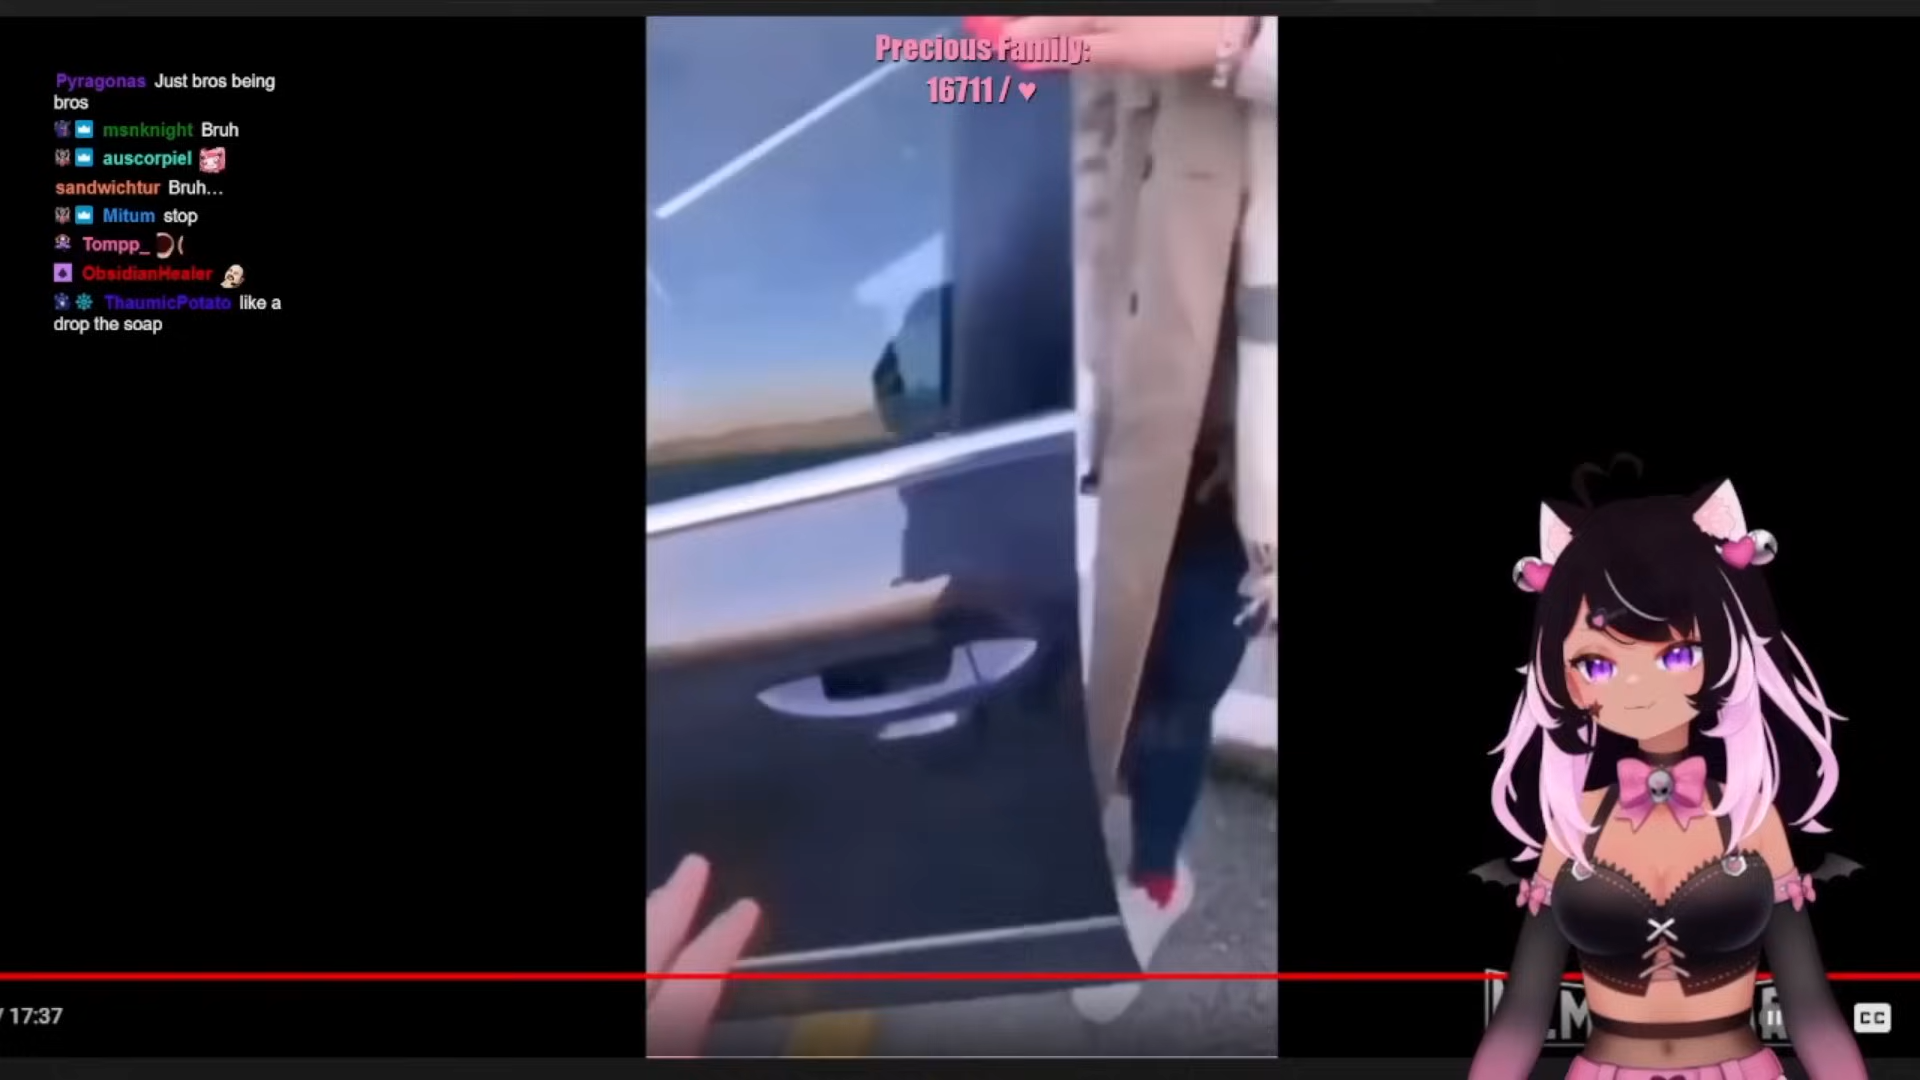 Precious Family:
16711 / ♥
Pyragonas Just bros being
bros
msnknight Bruh
auscorpiel
sandwichtur Bruh...
Mitum stop
Tompp_
ObsidianHealer
ThaumicPotato like a
drop the soap
/ 17:37
CC